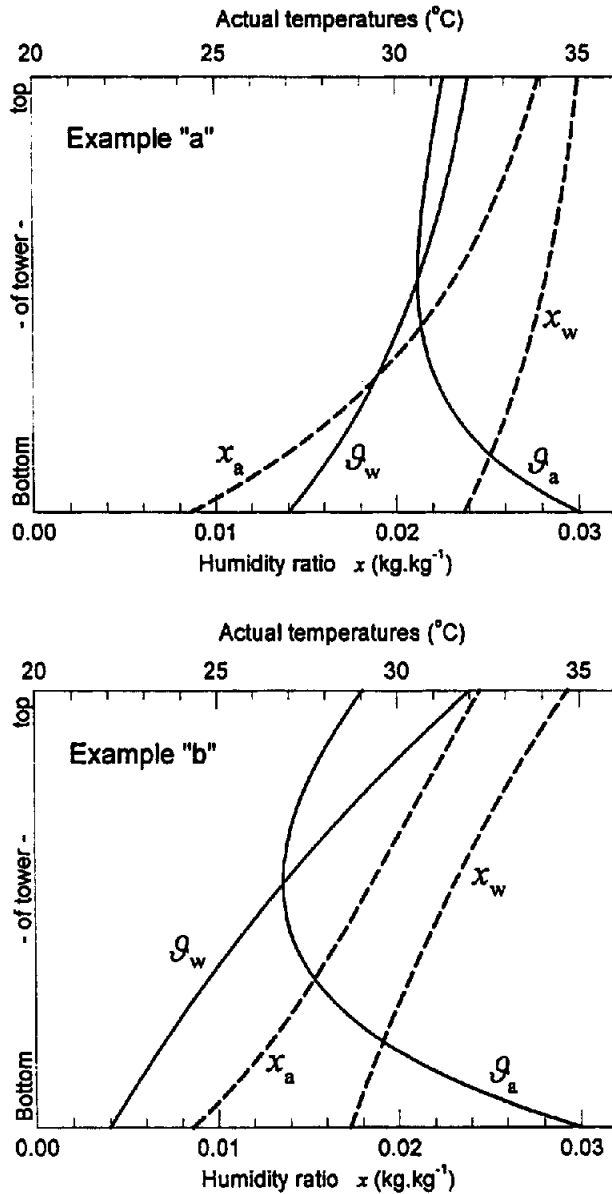 Actual temperatures (°C)
20 25 30 35
top
- of tower -
Bottom
Example "a"
x_w
x_a
ϑ_w
ϑ_a
0.00 0.01 0.02 0.03
Humidity ratio x (kg.kg⁻¹)
Actual temperatures (°C)
20 25 30 35
top
- of tower -
Bottom
Example "b"
x_w
ϑ_w
x_a
ϑ_a
0.00 0.01 0.02 0.03
Humidity ratio x (kg.kg⁻¹)